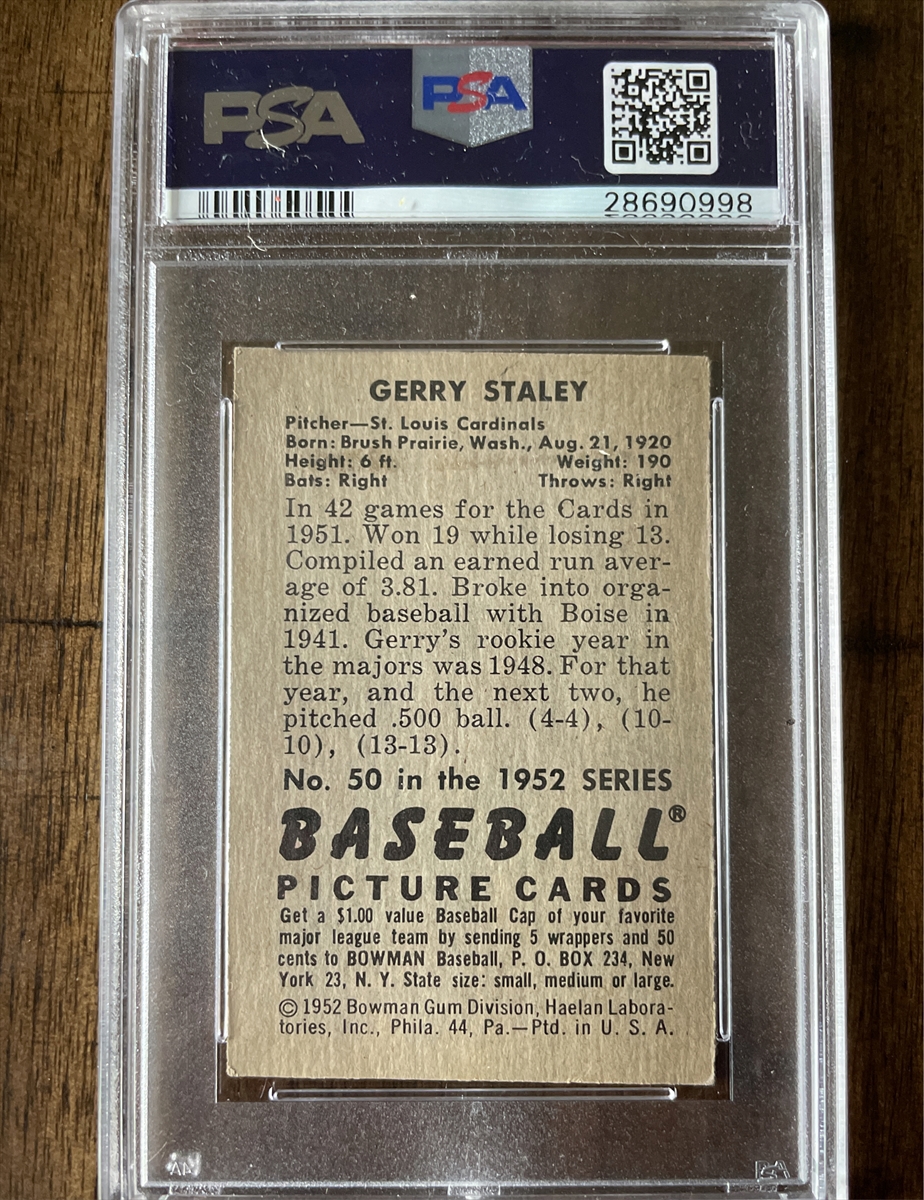 PSA
PSA
28690998
GERRY STALEY
Pitcher—St. Louis Cardinals
Born: Brush Prairie, Wash., Aug. 21, 1920
Height: 6 ft. Weight: 190
Bats: Right Throws: Right
In 42 games for the Cards in
1951. Won 19 while losing 13.
Compiled an earned run aver-
age of 3.81. Broke into orga-
nized baseball with Boise in
1941. Gerry's rookie year in
the majors was 1948. For that
year, and the next two, he
pitched .500 ball. (4-4), (10-
10), (13-13).
No. 50 in the 1952 SERIES
BASEBALL®
PICTURE CARDS
Get a $1.00 value Baseball Cap of your favorite
major league team by sending 5 wrappers and 50
cents to BOWMAN Baseball, P. O. BOX 234, New
York 23, N. Y. State size: small, medium or large.
© 1952 Bowman Gum Division, Haelan Labora-
tories, Inc., Phila. 44, Pa.—Ptd. in U. S. A.